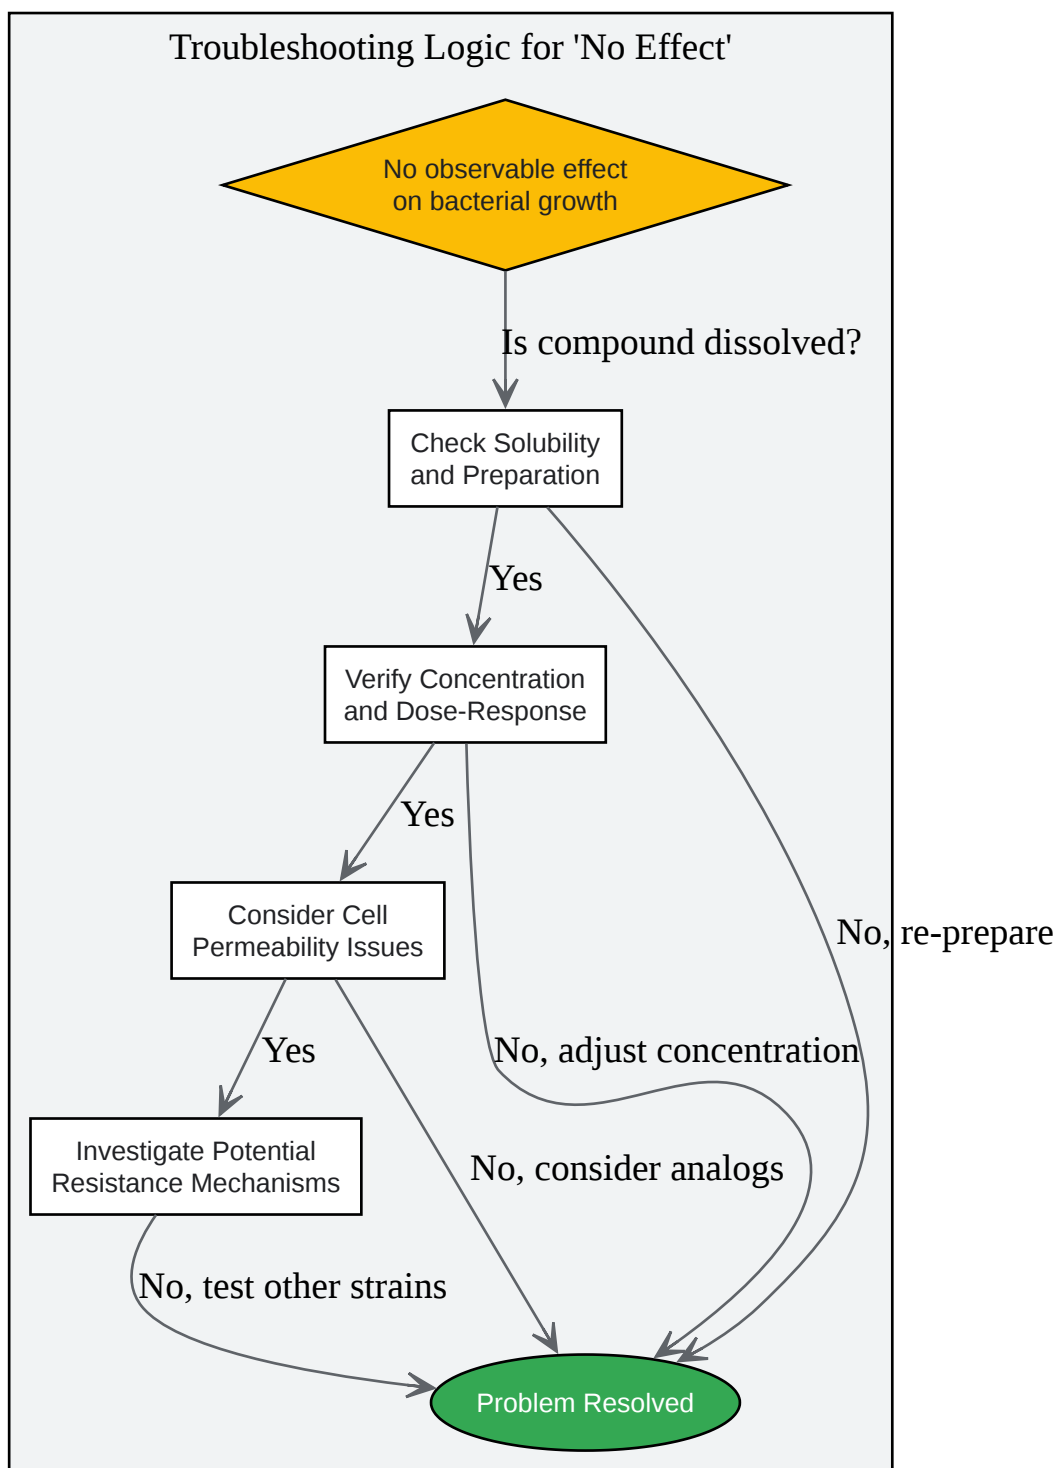 Troubleshooting Logic for 'No Effect'
No observable effect
on bacterial growth
Is compound dissolved?
Check Solubility
and Preparation
Yes
Verify Concentration
and Dose-Response
Yes
Consider Cell
Permeability Issues
No, re-prepare
Yes
No, adjust concentration
Investigate Potential
Resistance Mechanisms
No, consider analogs
No, test other strains
Problem Resolved